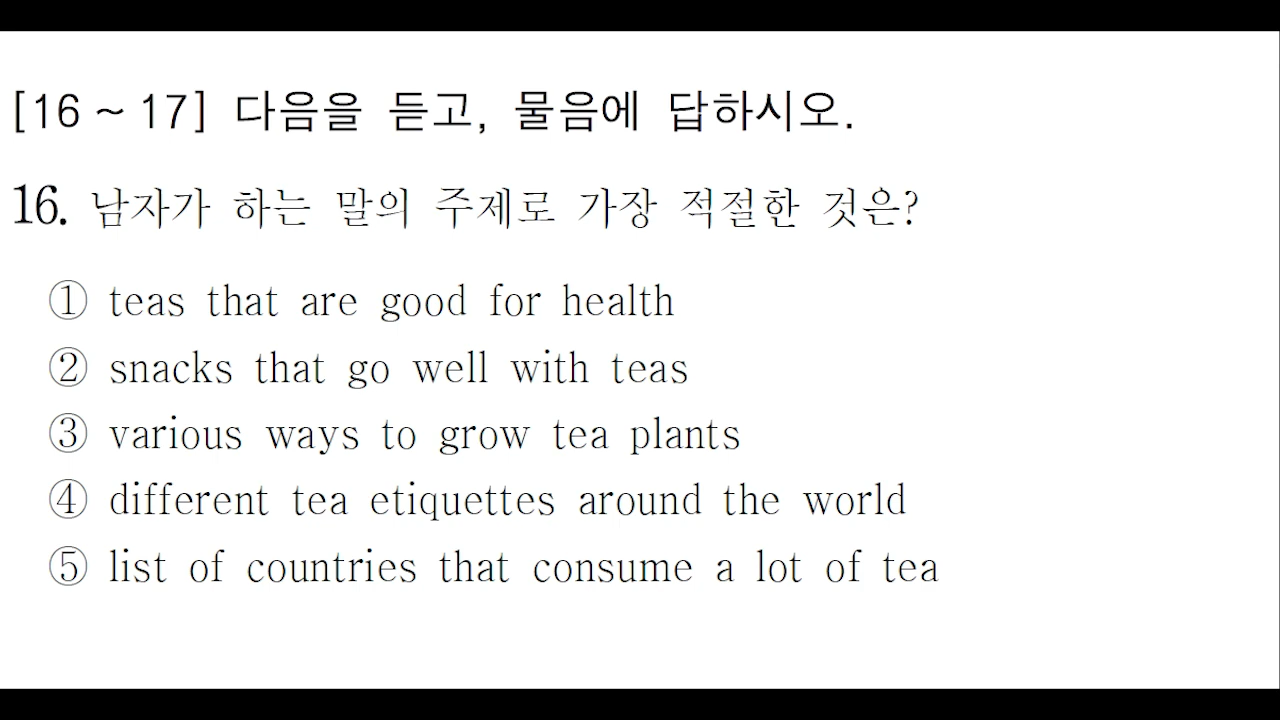 [16 ~ 17] 다음을 듣고, 물음에 답하시오.
16. 남자가 하는 말의 주제로 가장 적절한 것은?
① teas that are good for health
② snacks that go well with teas
③ various ways to grow tea plants
④ different tea etiquettes around the world
⑤ list of countries that consume a lot of tea